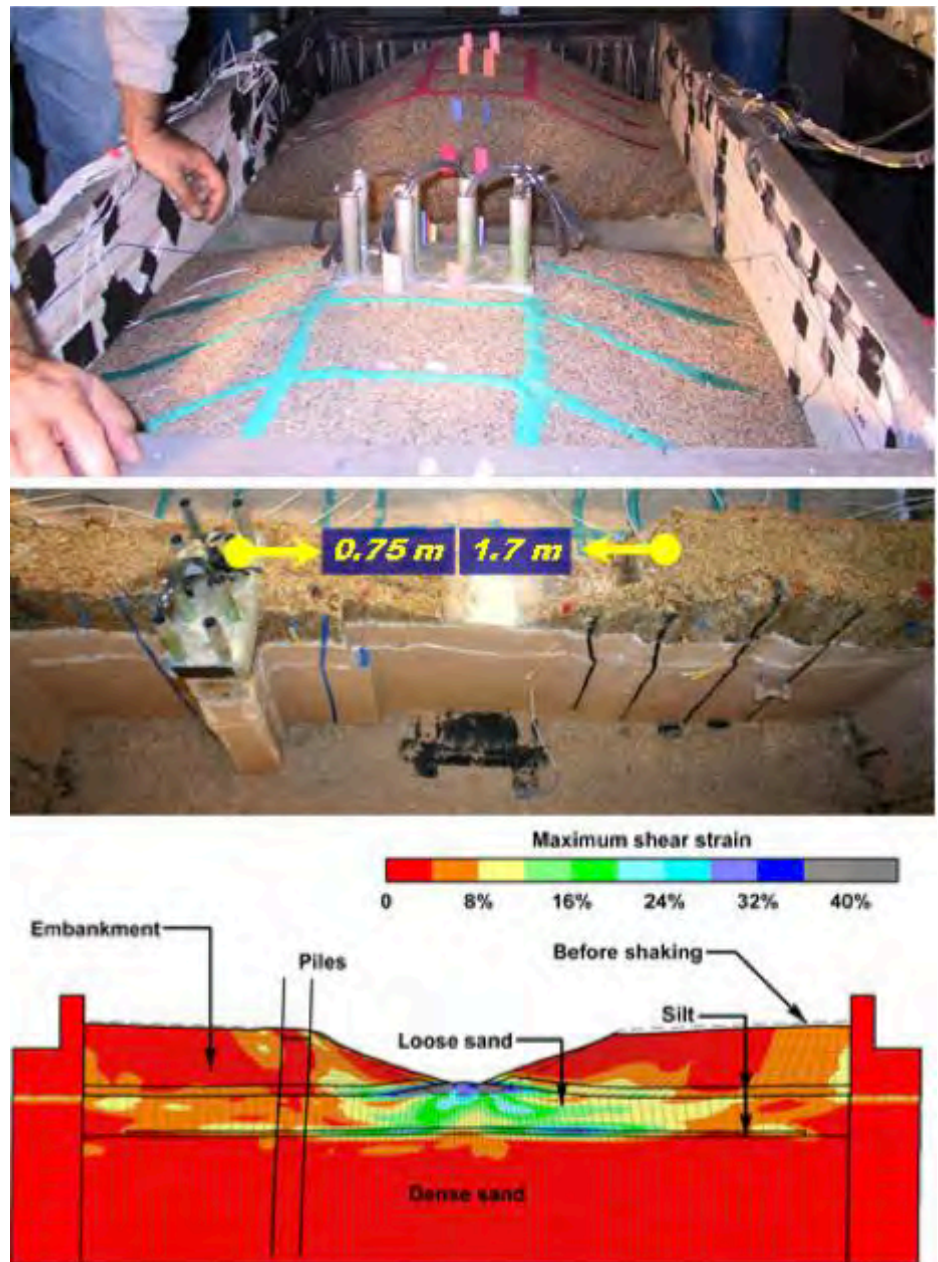 0.75 m 1.7 m
Maximum shear strain
0 8% 16% 24% 32% 40%
Embankment
Piles
Before shaking
Silt
Loose sand
Dense sand